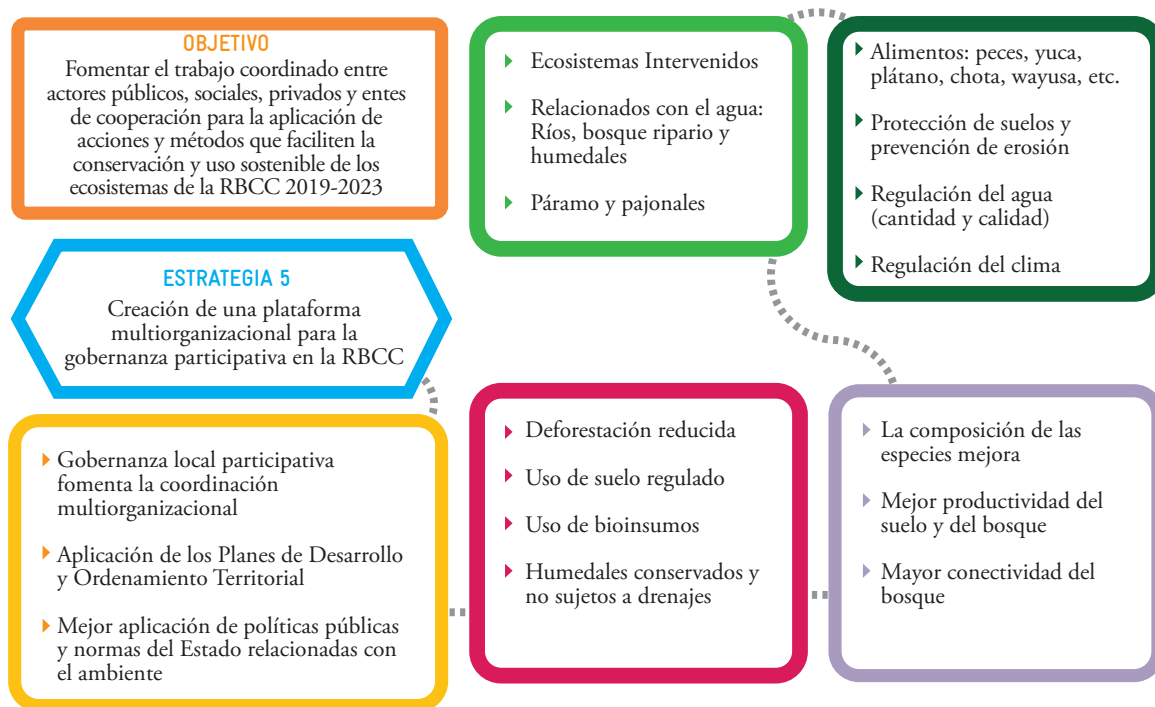 OBJETIVO
Fomentar el trabajo coordinado entre
actores públicos, sociales, privados y entes
de cooperación para la aplicación de
acciones y métodos que faciliten la
conservación y uso sostenible de los
ecosistemas de la RBCC 2019-2023
ESTRATEGIA 5
Creación de una plataforma
multiorganizacional para la
gobernanza participativa en la RBCC
Gobernanza local participativa
fomenta la coordinación
multiorganizacional
Aplicación de los Planes de Desarrollo
y Ordenamiento Territorial
Mejor aplicación de políticas públicas
y normas del Estado relacionadas con
el ambiente
Deforestación reducida
Uso de suelo regulado
Uso de bioinsumos
Humedales conservados y
no sujetos a drenajes
La composición de las
especies mejora
Mejor productividad del
suelo y del bosque
Mayor conectividad del
bosque
Ecosistemas Intervenidos
Relacionados con el agua:
Ríos, bosque ripario y
humedales
Páramo y pajonales
Alimentos: peces, yuca,
plátano, chota, wayusa, etc.
Protección de suelos y
prevención de erosión
Regulación del agua
(cantidad y calidad)
Regulación del clima